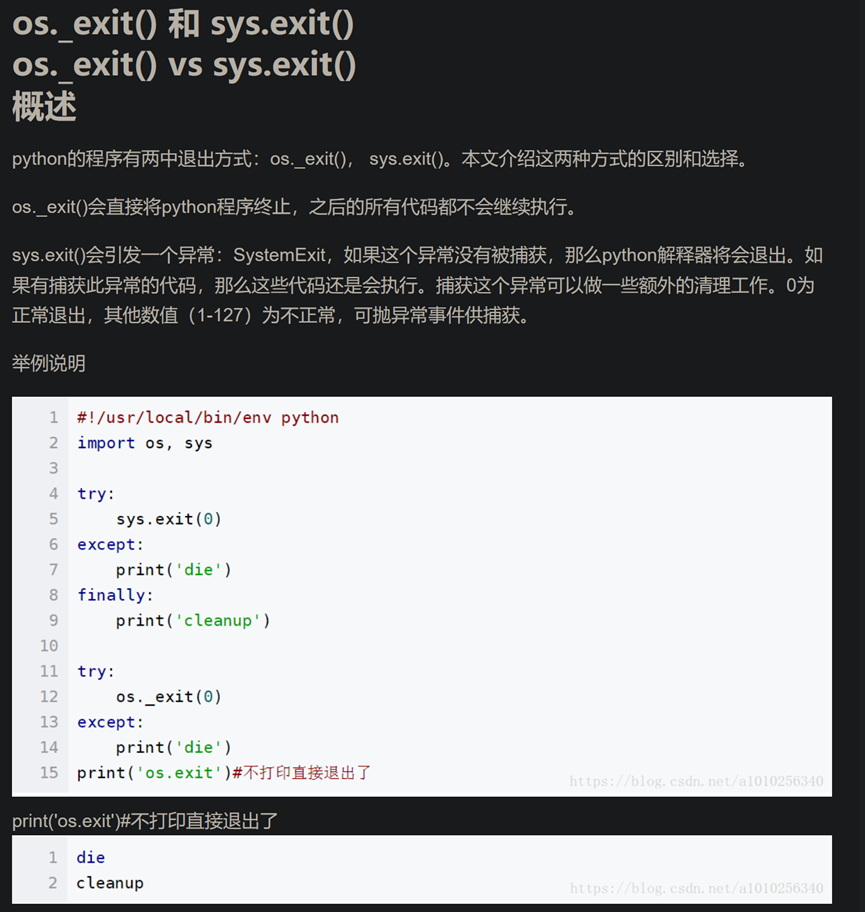 os._exit() 和 sys.exit()
os._exit() vs sys.exit()
概述
python的程序有两中退出方式：os._exit()， sys.exit()。本文介绍这两种方式的区别和选择。
os._exit()会直接将python程序终止，之后的所有代码都不会继续执行。
sys.exit()会引发一个异常：SystemExit，如果这个异常没有被捕获，那么python解释器将会退出。如
果有捕获此异常的代码，那么这些代码还是会执行。捕获这个异常可以做一些额外的清理工作。0为
正常退出，其他数值（1-127）为不正常，可抛异常事件供捕获。
举例说明
1 #!/usr/local/bin/env python
2 import os, sys
3
4 try:
5     sys.exit(0)
6 except:
7     print('die')
8 finally:
9     print('cleanup')
10
11 try:
12     os._exit(0)
13 except:
14     print('die')
15 print('os.exit')#不打印直接退出了
https://blog.csdn.net/a1010256340
print('os.exit')#不打印直接退出了
1 die
2 cleanup
https://blog.csdn.net/a1010256340